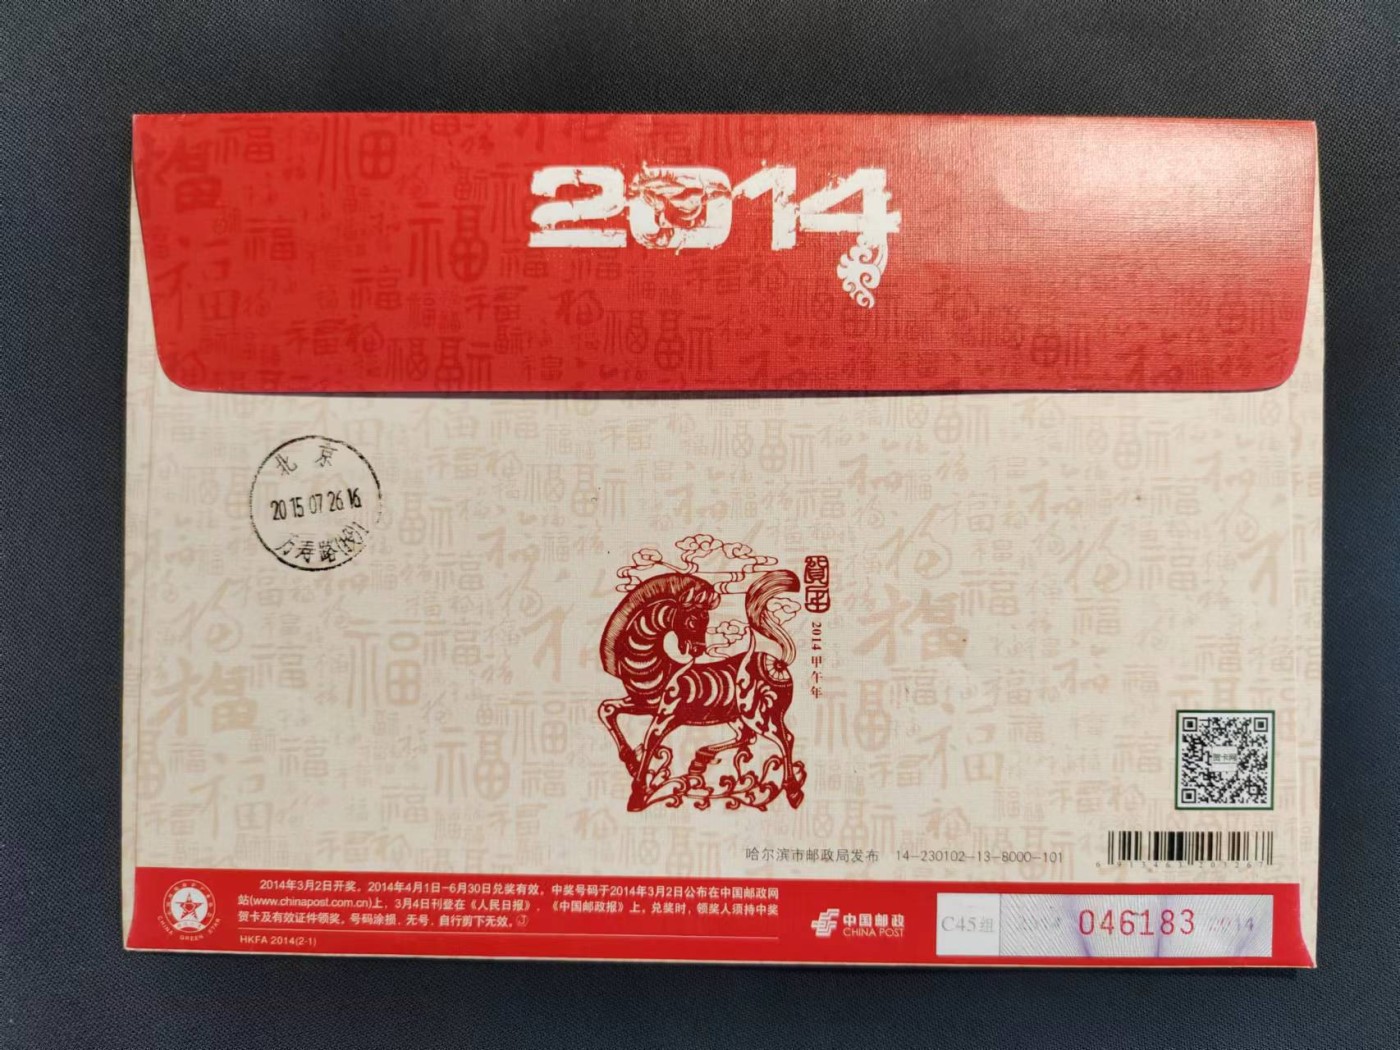 2014
北京
2015 07 26 16
万寿路
賀年
2014 甲午年
哈尔滨市邮政局发布 14-230102-13-8000-101
2014年3月2日开奖。2014年4月1日-6月30日兑奖有效，中奖号码于2014年3月2日公布在中国邮政网
站(www.chinapost.com.cn)上，3月4日刊登在《人民日报》、《中国邮政报》上。兑奖时，领奖人须持中奖
贺卡及有效证件领奖。号码涂损、无号、自行剪下无效。
HKFA 2014(2-1)
CHINA GREEN STAR
中国邮政
CHINA POST
C45组
046183
2014